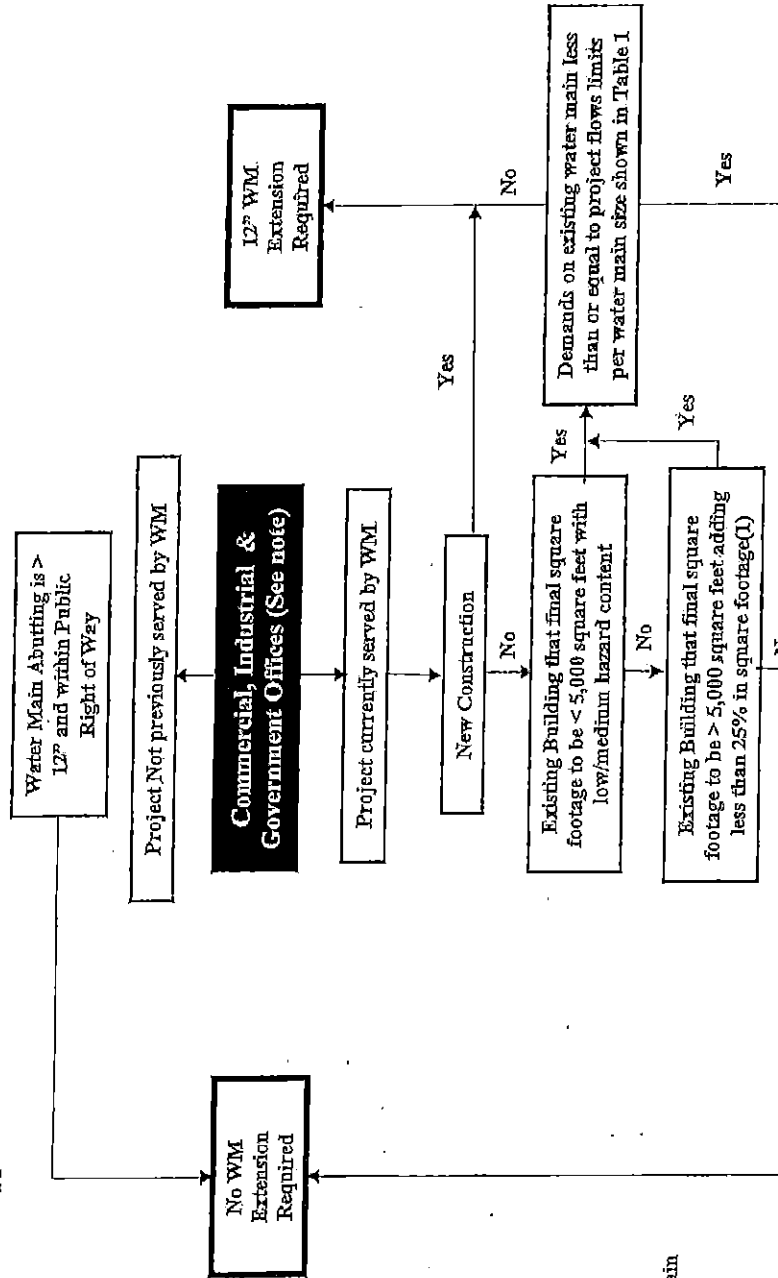 Water Main Abutting is >
12" and within Public
Right of Way
Project Not previously served by WM
Commercial, Industrial &
Government Offices (See note)
Project currently served by WM
No WM
Extension
Required
12" WM
Extension
Required
New Construction
Yes
No
Existing Building that final square
footage to be < 5,000 square feet with
low/medium hazard content
Yes
No
Demands on existing water main less
than or equal to project flows limits
per water main size shown in Table 1
No
Yes
Existing Building that final square
footage to be > 5,000 square feet adding
less than 25% in square footage(1)
Yes